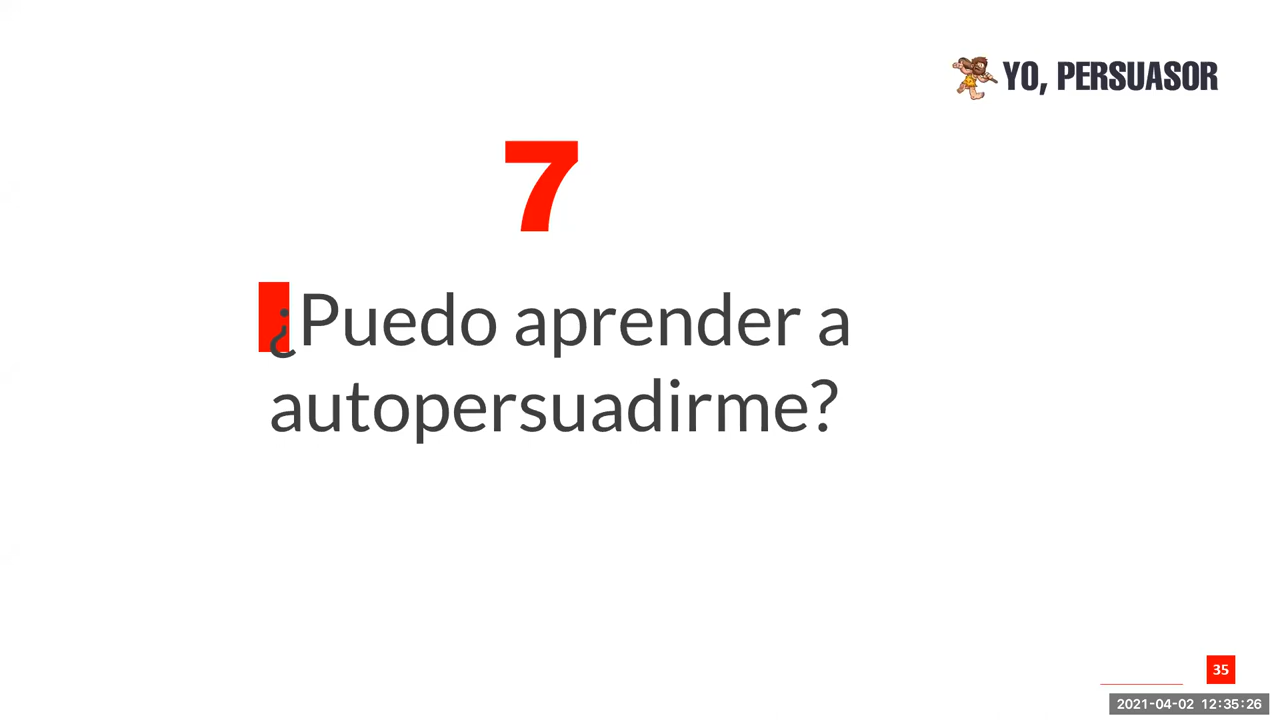 YO, PERSUASOR
7
¿Puedo aprender a
autopersuadirme?
35
2021-04-02 12:35:26